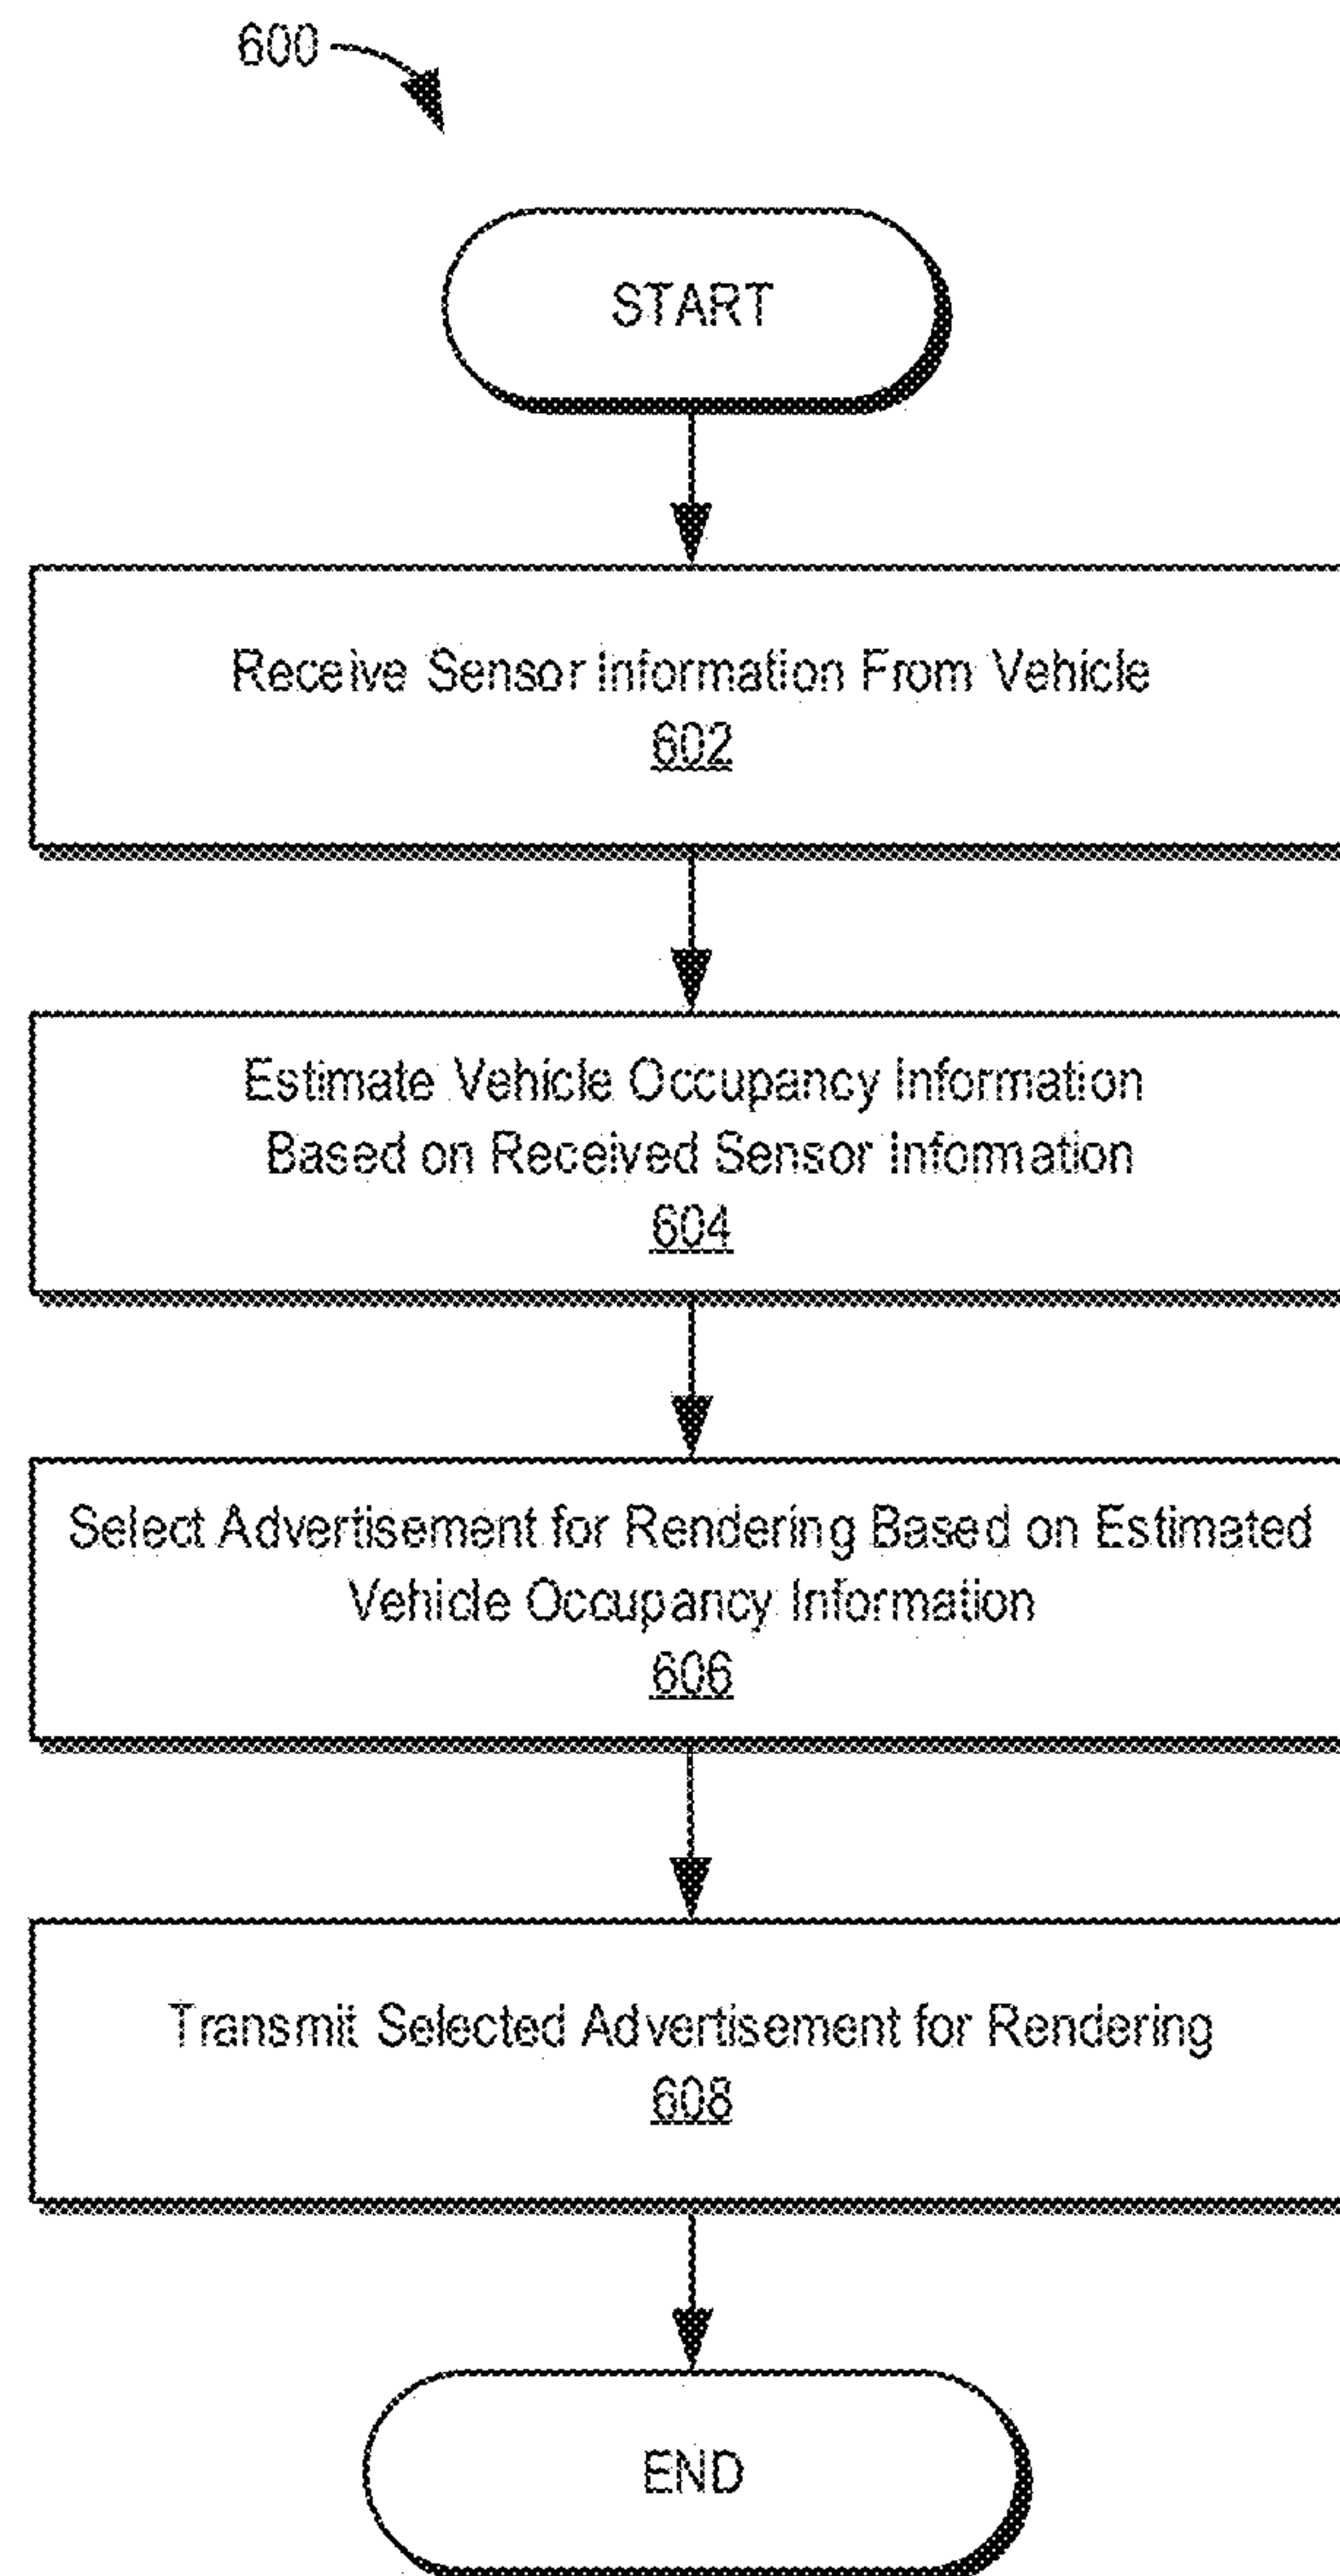 600
START
Receive Sensor Information From Vehicle
602
Estimate Vehicle Occupancy Information
Based on Received Sensor Information
604
Select Advertisement for Rendering Based on Estimated
Vehicle Occupancy Information
606
Transmit Selected Advertisement for Rendering
608
END